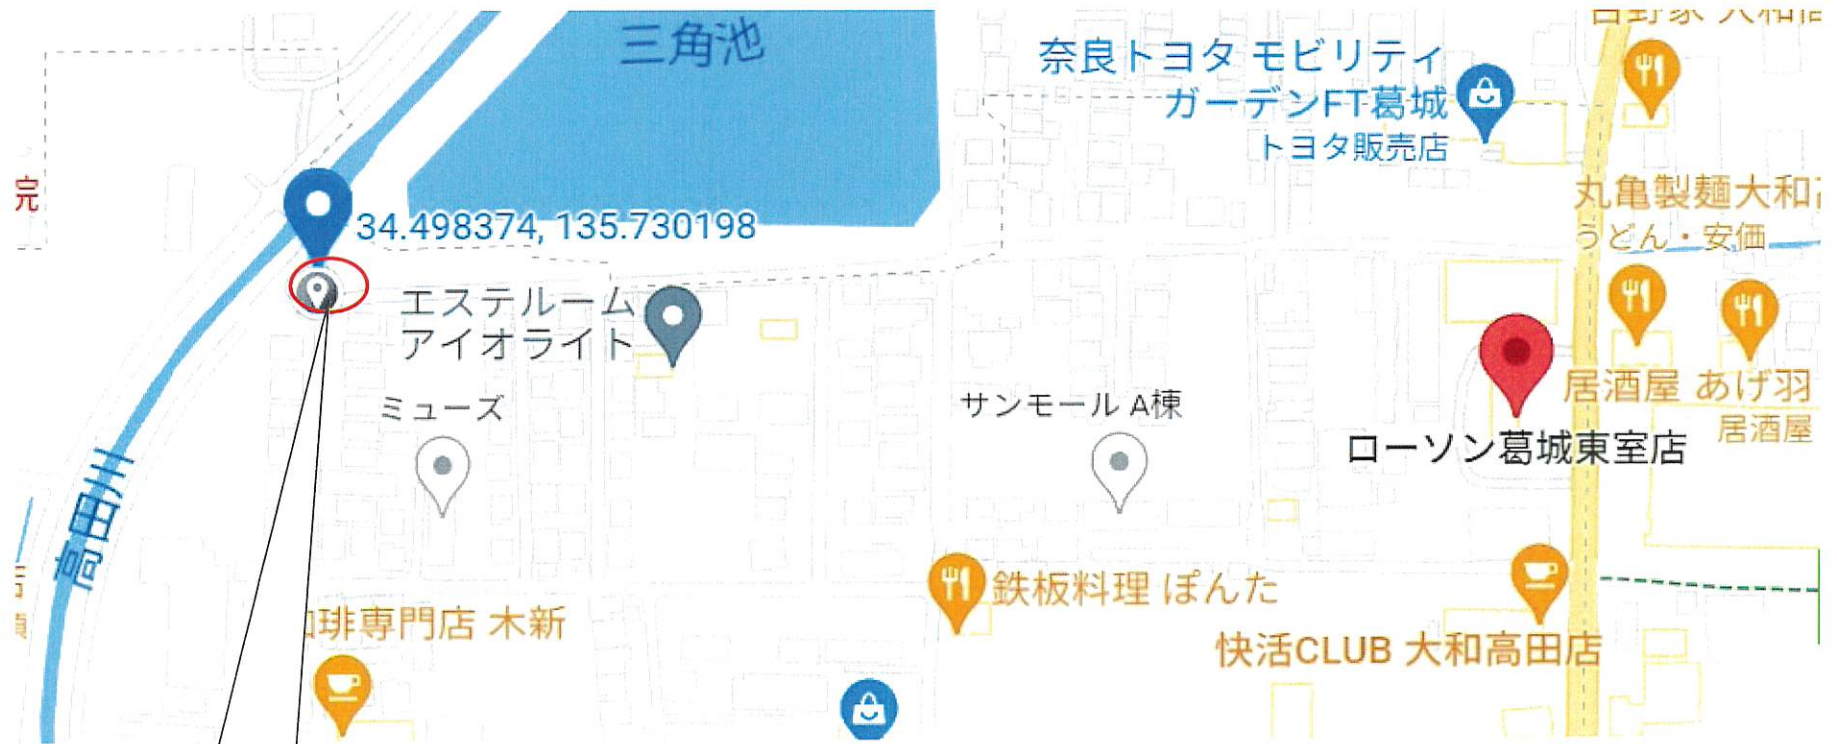 三角池
奈良トヨタ モビリティ
ガーデンFT葛城
トヨタ販売店
丸亀製麺大和
うどん・安価
完
34.498374, 135.730198
エステルーム
アイオライト
ミューズ
サンモール A棟
居酒屋 あげ羽
居酒屋
ローソン葛城東室店
高田川
鉄板料理 ぽんた
琲専門店 木新
快活CLUB 大和高田店